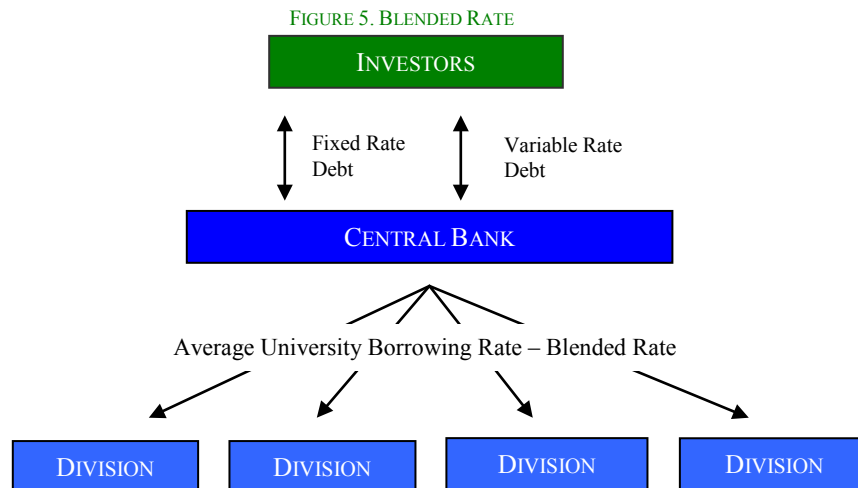 FIGURE 5. BLENDED RATE
INVESTORS
Fixed Rate
Debt
Variable Rate
Debt
CENTRAL BANK
Average University Borrowing Rate – Blended Rate
DIVISION
DIVISION
DIVISION
DIVISION